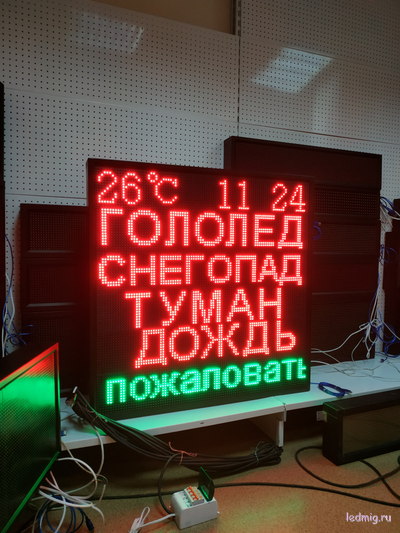 26°C 11 24
ГОЛОЛЕД
СНЕГОПАД
ТУМАН
ДОЖДЬ
пожаловать
ledmig.ru